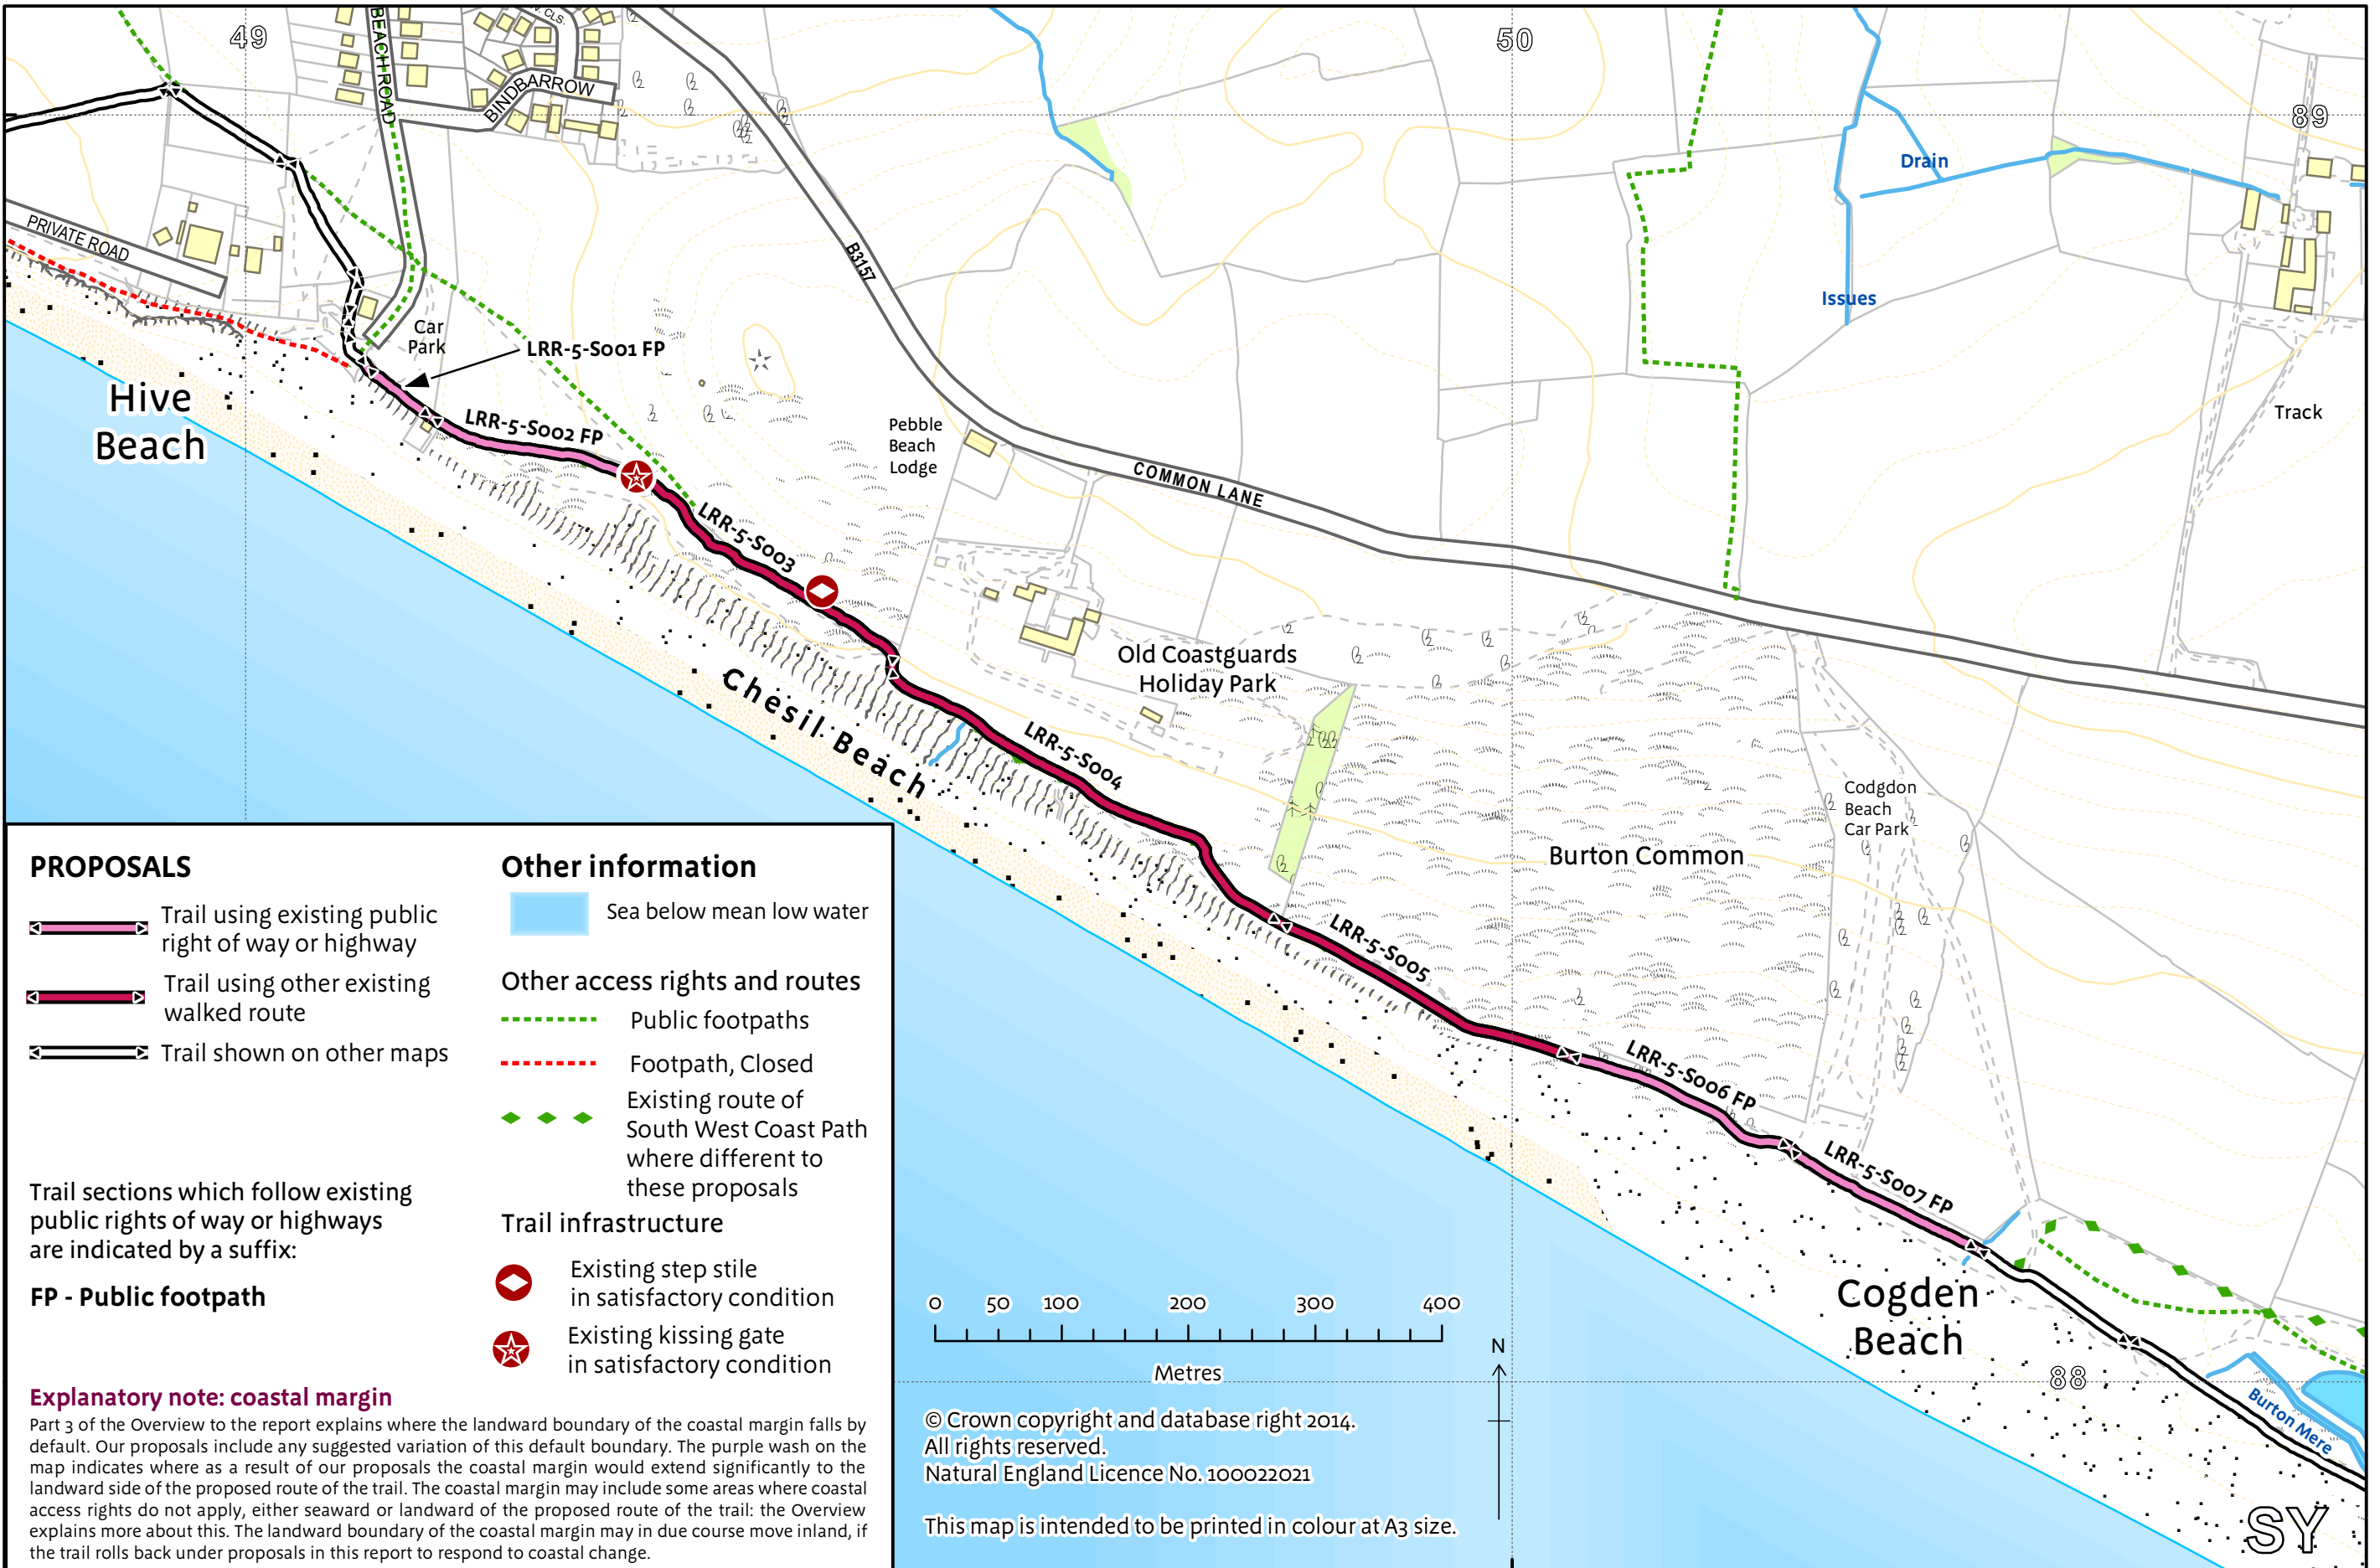 49
50
89
BEACH ROAD
CLS
BINDBARROW
B3157
PRIVATE ROAD
Drain
Issues
Track
Car
Park
LRR-5-S001 FP
Hive
Beach
LRR-5-S002 FP
Pebble
Beach
Lodge
COMMON LANE
LRR-5-S003
Old Coastguards
Holiday Park
Chesil Beach
LRR-5-S004
Codgdon
Beach
Car Park
Burton Common
LRR-5-S005
LRR-5-S006 FP
LRR-5-S007 FP
Cogden
Beach
88
Burton Mere
SY
PROPOSALS
Trail using existing public
right of way or highway
Trail using other existing
walked route
Trail shown on other maps
Trail sections which follow existing
public rights of way or highways
are indicated by a suffix:
FP - Public footpath
Other information
Sea below mean low water
Other access rights and routes
Public footpaths
Footpath, Closed
Existing route of
South West Coast Path
where different to
these proposals
Trail infrastructure
Existing step stile
in satisfactory condition
Existing kissing gate
in satisfactory condition
Explanatory note: coastal margin
Part 3 of the Overview to the report explains where the landward boundary of the coastal margin falls by
default. Our proposals include any suggested variation of this default boundary. The purple wash on the
map indicates where as a result of our proposals the coastal margin would extend significantly to the
landward side of the proposed route of the trail. The coastal margin may include some areas where coastal
access rights do not apply, either seaward or landward of the proposed route of the trail: the Overview
explains more about this. The landward boundary of the coastal margin may in due course move inland, if
the trail rolls back under proposals in this report to respond to coastal change.
0 50 100 200 300 400
Metres
N
© Crown copyright and database right 2014.
All rights reserved.
Natural England Licence No. 100022021
This map is intended to be printed in colour at A3 size.